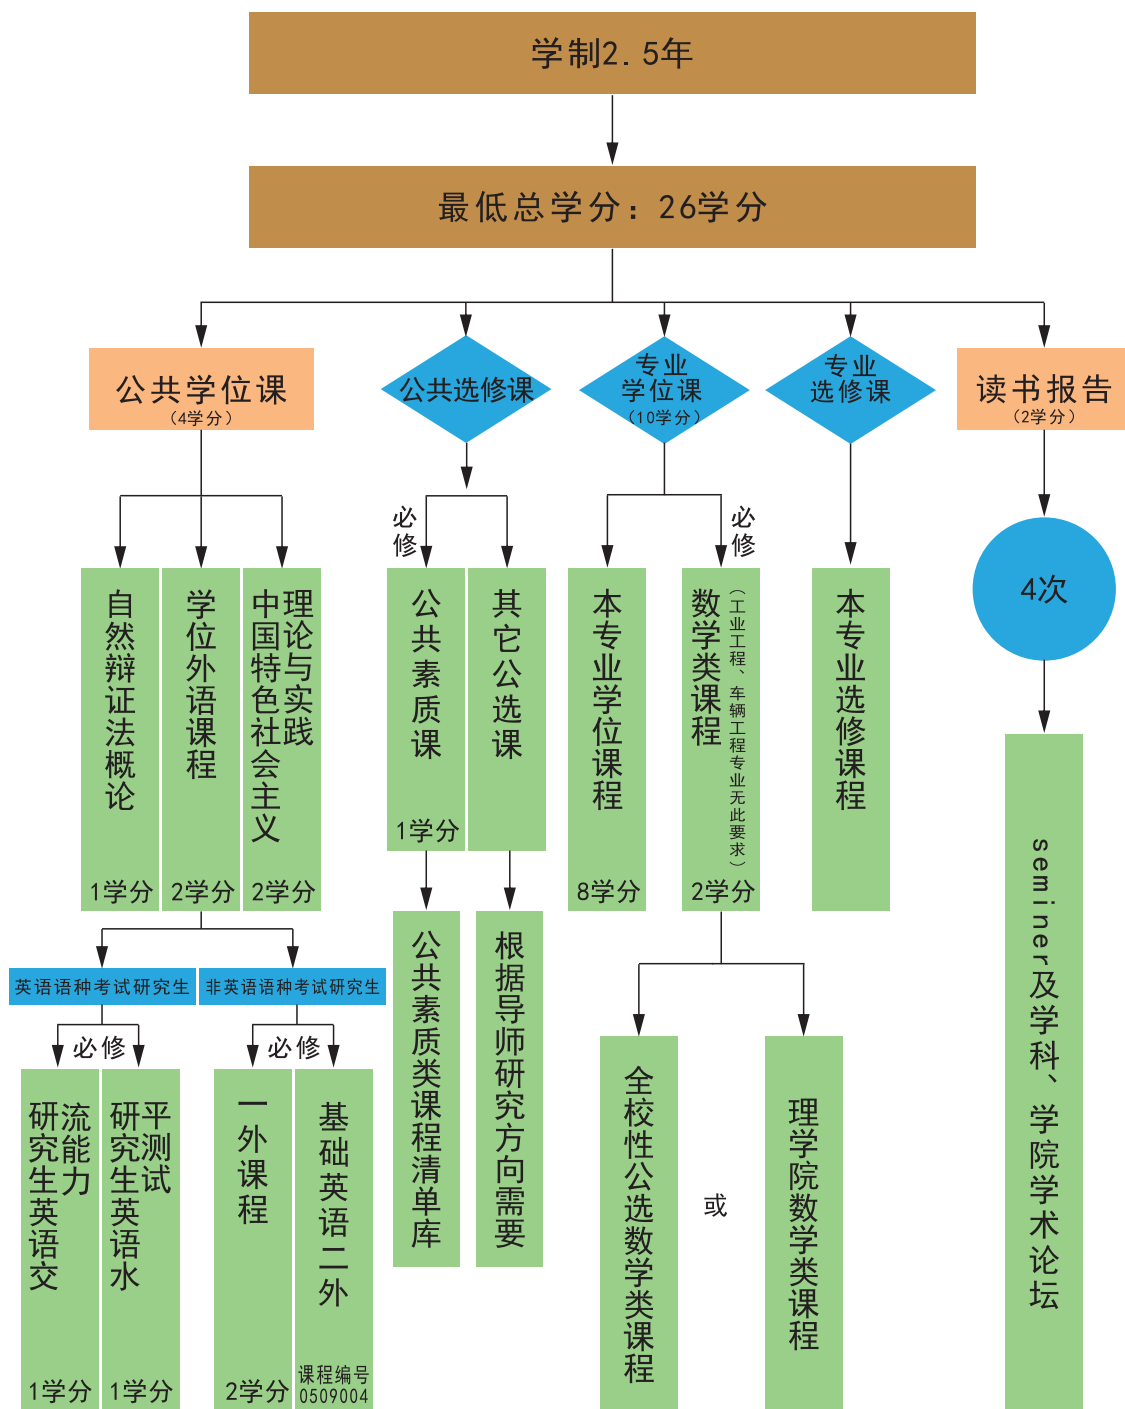 学制2.5年
最低总学分：26学分
公共学位课
（4学分）
公共选修课
专业
学位课
（10学分）
专业
选修课
读书报告
（2学分）
必修
必修
4次
自然辩证法概论
1学分
学位外语课程
2学分
中国特色社会主义
理论与实践
2学分
公共素质课
1学分
其它公选课
本专业学位课程
8学分
数学类课程
（工业工程、车辆工程专业无此要求）
2学分
本专业选修课程
seminer及学科、学院学术论坛
英语语种考试研究生
非英语语种考试研究生
必修
必修
研究生英语交
流能力
1学分
研究生英语水
平测试
1学分
一外课程
2学分
基础英语二外
课程编号
0509004
公共素质类课程清单库
根据导师研究方向需要
全校性公选数学类课程
或
理学院数学类课程